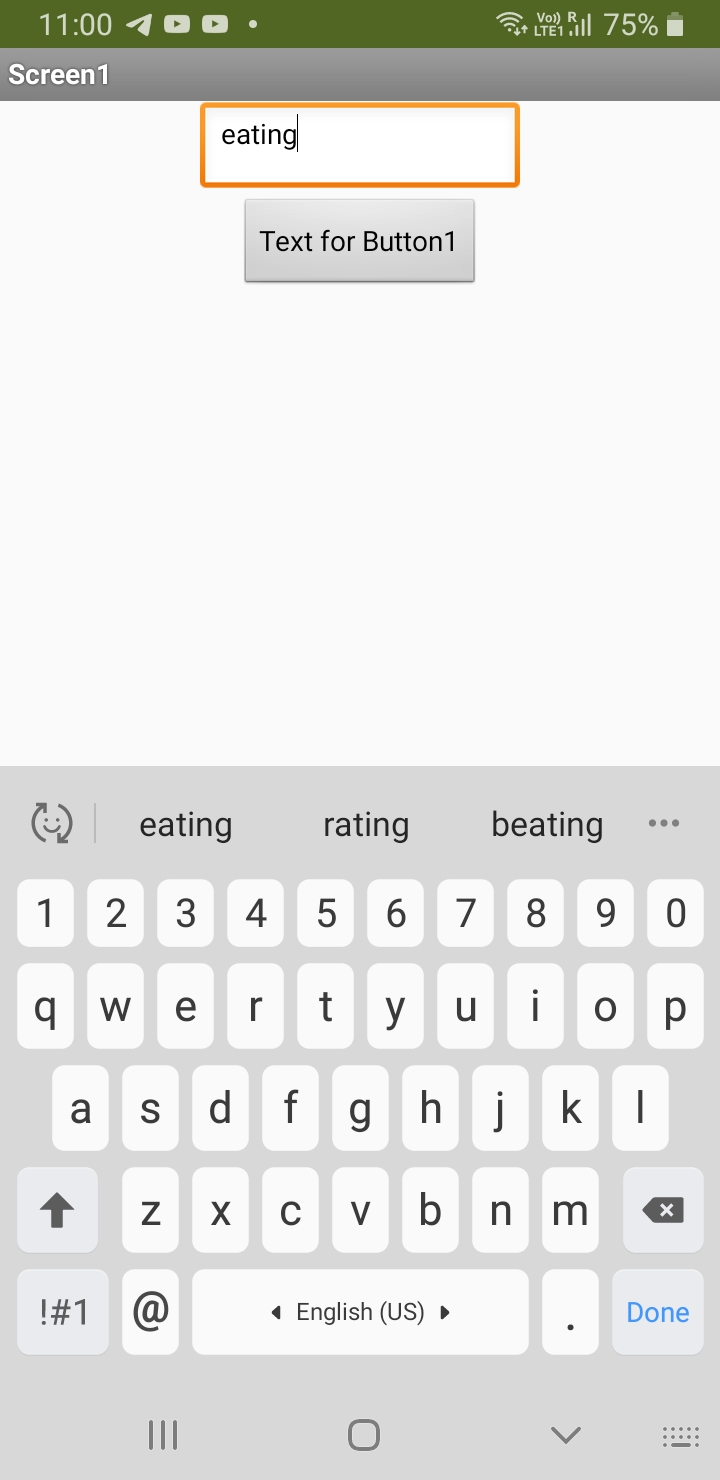 11:00 Vo)) LTE1 R 75%
Screen1
eating
Text for Button1
eating rating beating
1 2 3 4 5 6 7 8 9 0
q w e r t y u i o p
a s d f g h j k l
z x c v b n m
!#1 @ English (US) . Done